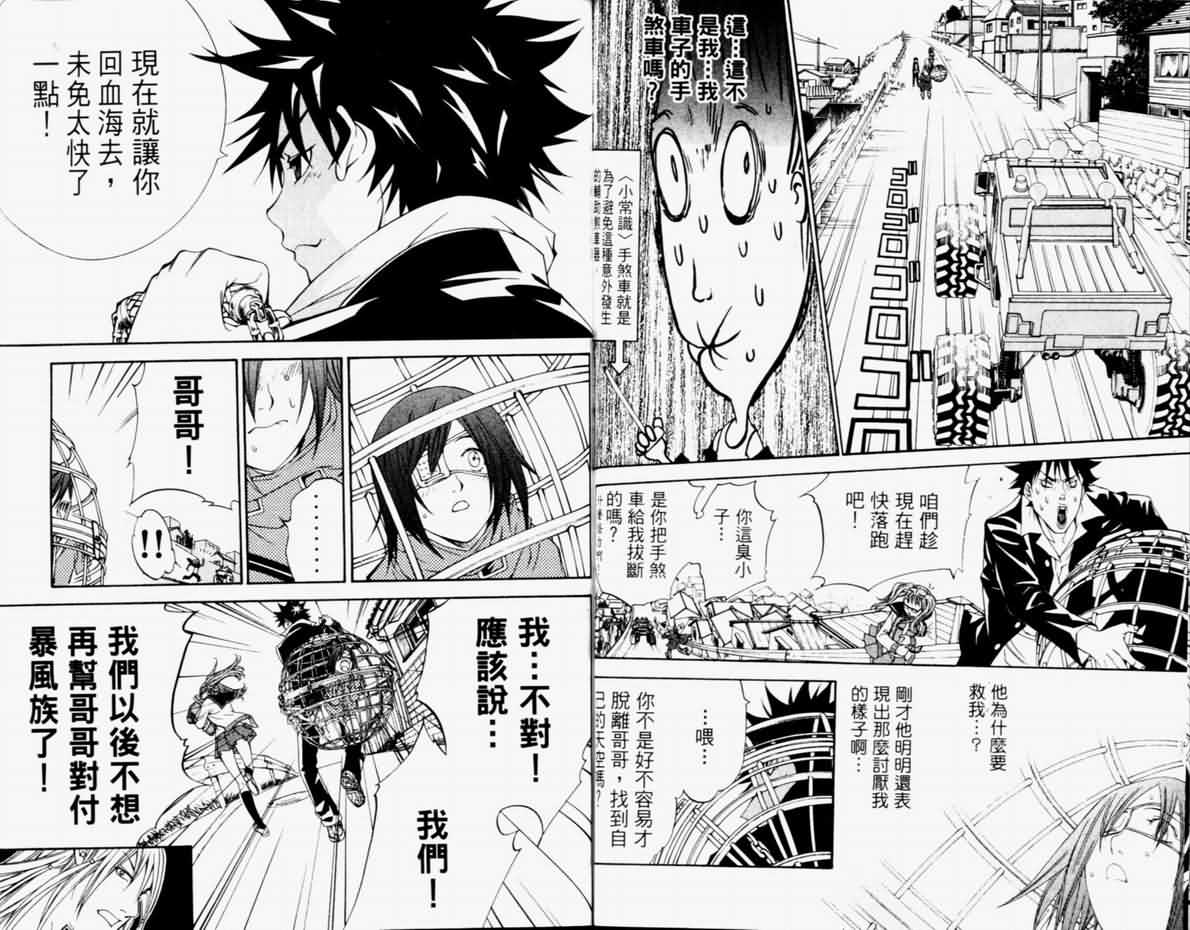 這…這不
是我…我
車子的手
煞車嗎?
〈小常識〉手煞車就是
為了避免這種意外發生
咱們趁
現在趕
快落跑
吧!
你這臭小
子…
是你把手煞
車給我拔斷
的嗎?
他為什麼要
救我…?
剛才他明明還表
現出那麼討厭我
的樣子啊…
…喂…
你不是好不容易才
脫離哥哥,找到自
己的天空嗎?
現在就讓你
回血海去,
未免太快了
一點!
……
哥哥!
!!
我…不對!
應該說…
我們!
我們以後不想
再幫哥哥對付
暴風族了!